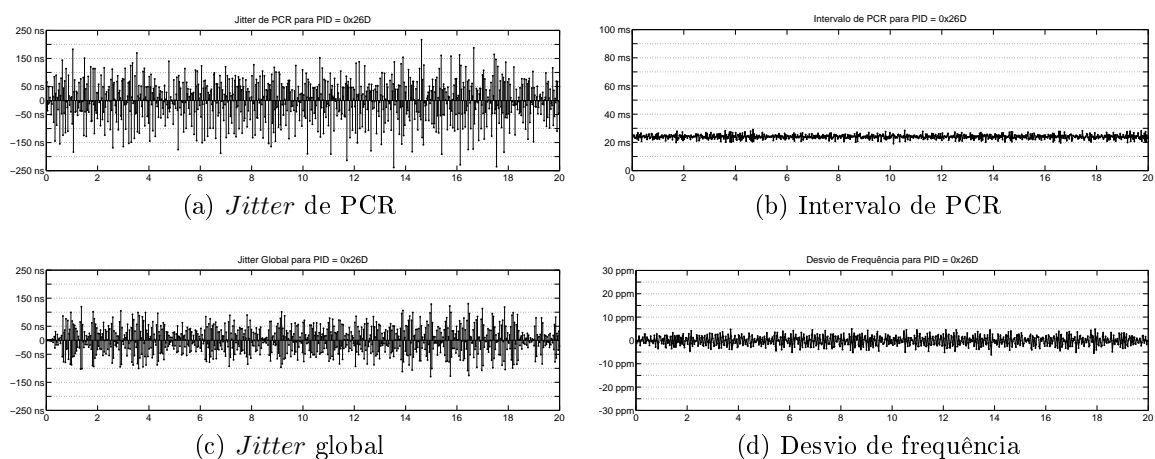 Jitter de PCR para PID = 0x26D
250 ns
150 ns
50 ns
0
−50 ns
−150 ns
−250 ns
0 2 4 6 8 10 12 14 16 18 20
(a) Jitter de PCR
Intervalo de PCR para PID = 0x26D
100 ms
80 ms
60 ms
40 ms
20 ms
0
0 2 4 6 8 10 12 14 16 18 20
(b) Intervalo de PCR
Jitter Global para PID = 0x26D
250 ns
150 ns
50 ns
0
−50 ns
−150 ns
−250 ns
0 2 4 6 8 10 12 14 16 18 20
(c) Jitter global
Desvio de Frequência para PID = 0x26D
30 ppm
20 ppm
10 ppm
0
-10 ppm
-20 ppm
-30 ppm
0 2 4 6 8 10 12 14 16 18 20
(d) Desvio de frequência